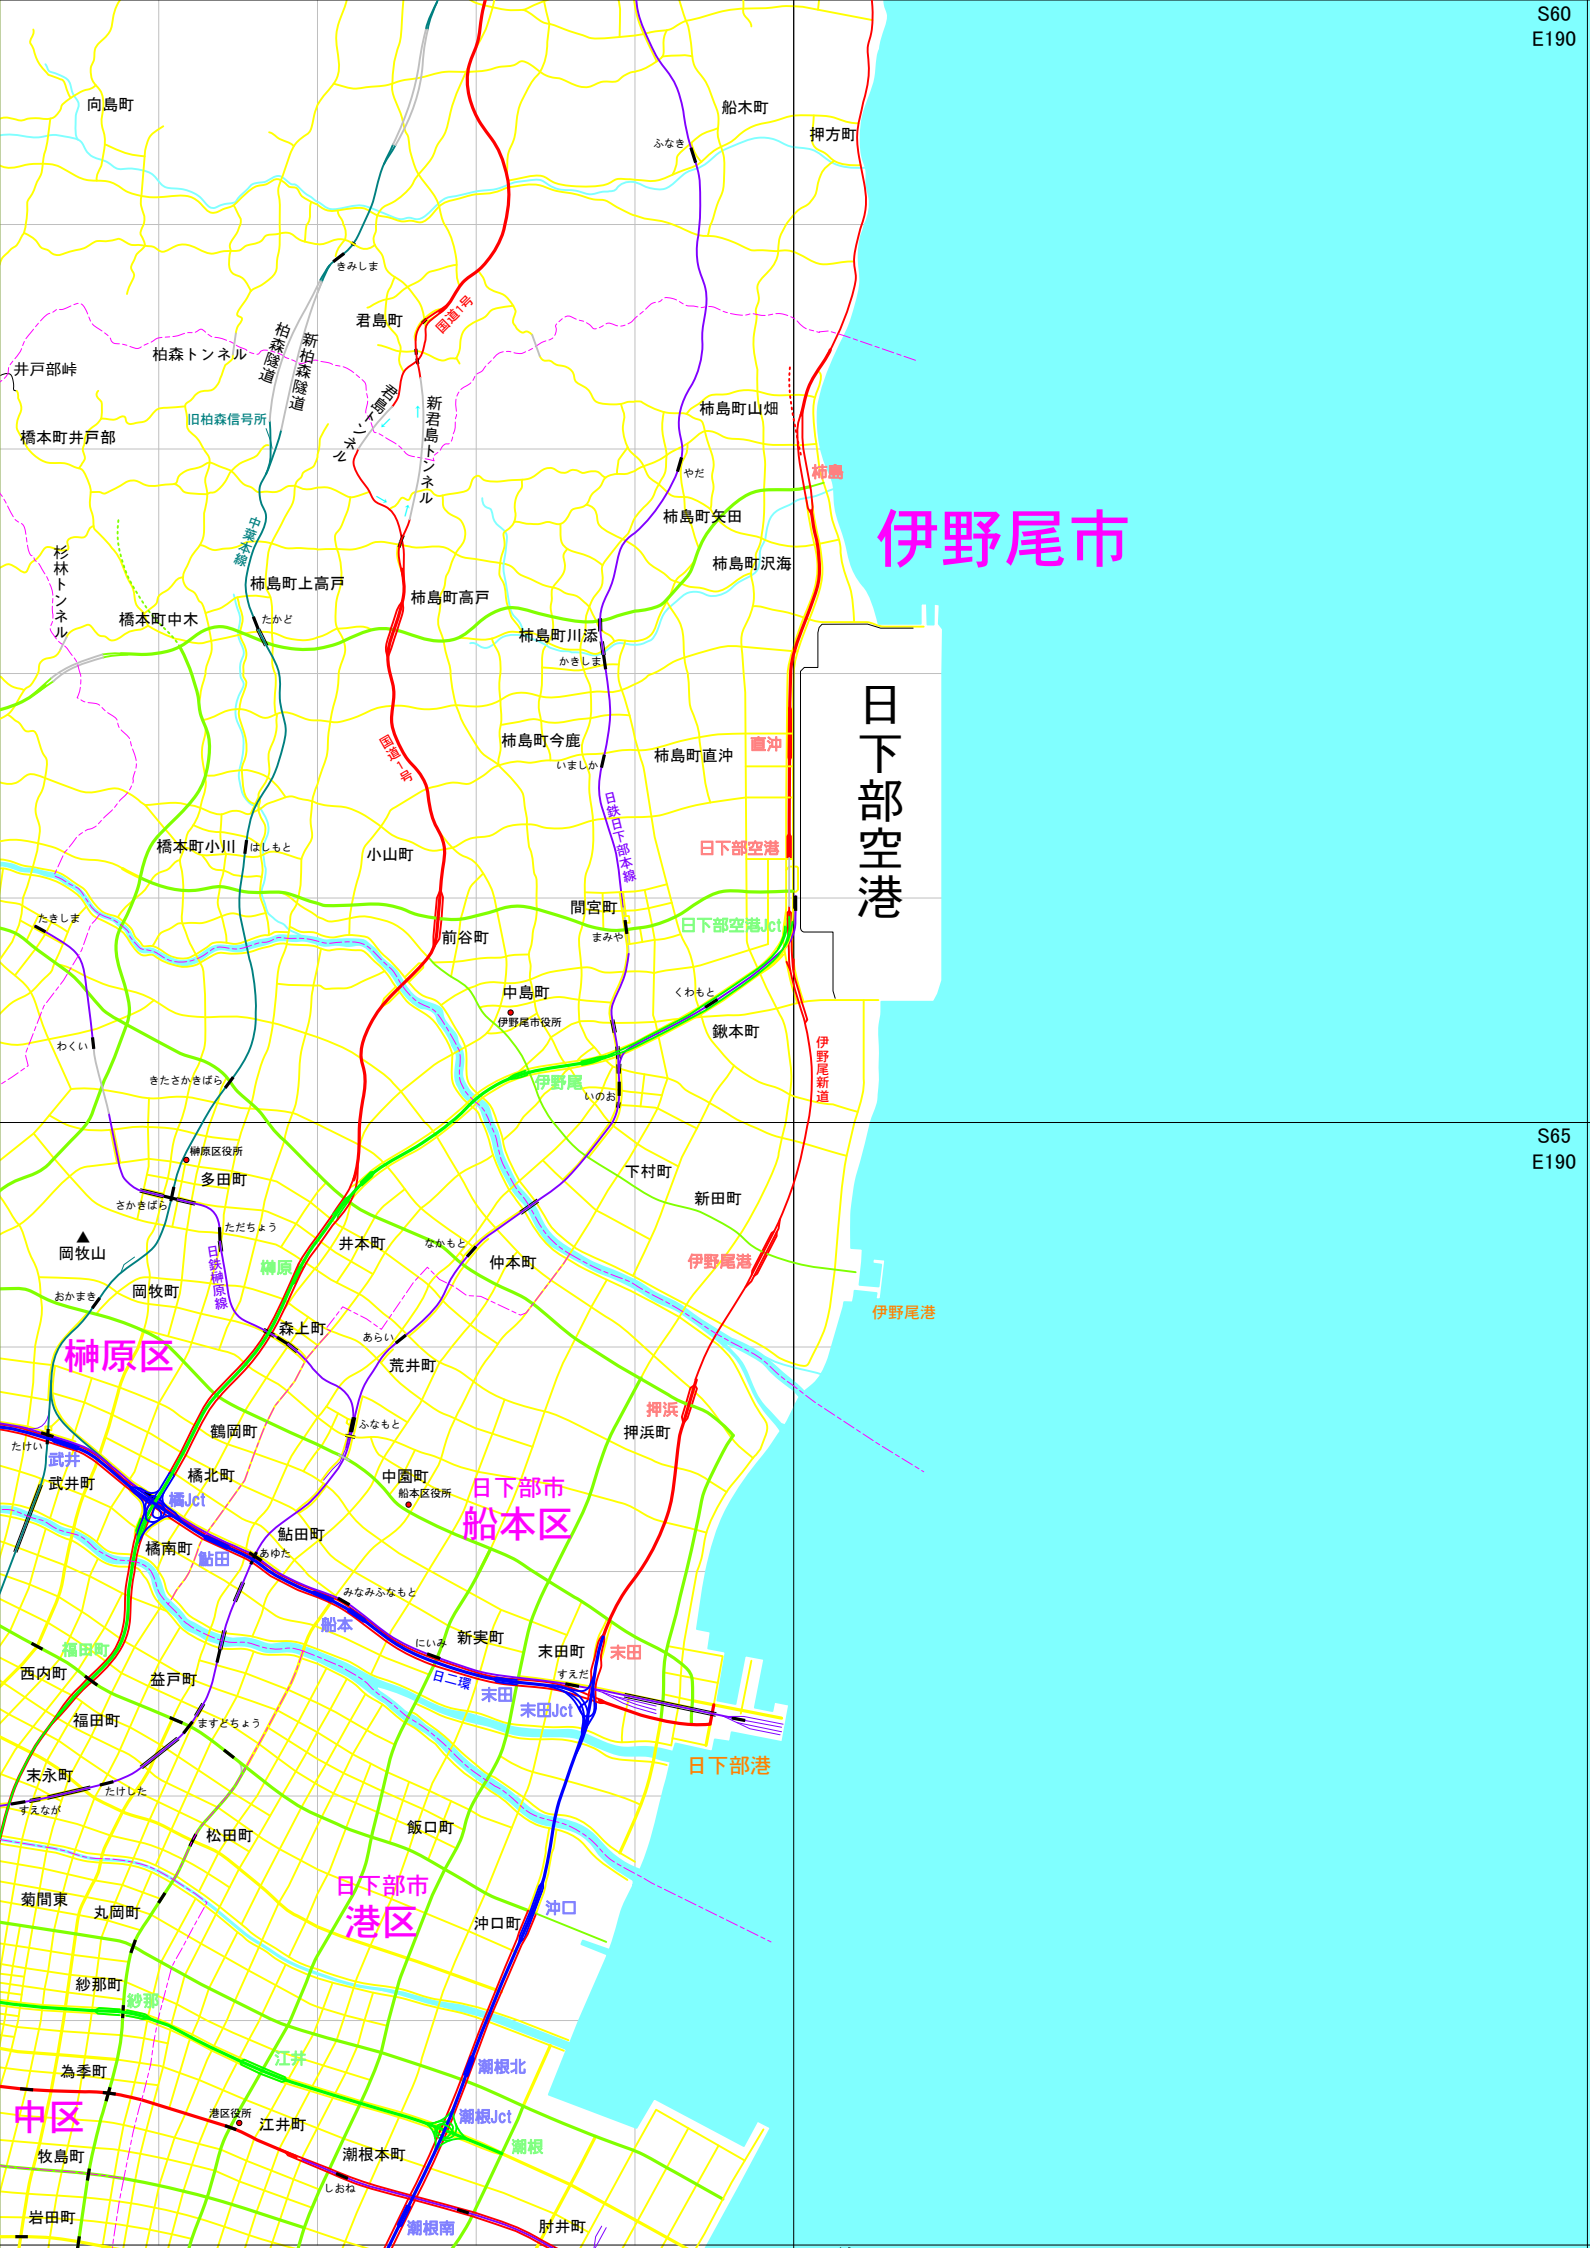 S60
E190
向島町
船木町
押方町
ふなき
きみしま
国道1号
君島町
柏森隧道
新柏森隧道
柏森トンネル
井戸部峠
君島トンネル
新君島トンネル
柿島町山畑
旧柏森信号所
橋本町井戸部
やだ
柿島
柿島町矢田
伊野尾市
中葉本線
杉林トンネル
柿島町沢海
柿島町上高戸
柿島町高戸
橋本町中木
たかど
柿島町川添
かきしま
日下部空港
国道1号
柿島町今鹿
直沖
柿島町直沖
いましか
日鉄日下部本線
橋本町小川
はしもと
小山町
日下部空港
間宮町
たきしま
日下部空港Jct
まみや
前谷町
中島町
くわもと
伊野尾市役所
鍬本町
わくい
伊野尾新道
きたさかきばら
伊野尾
いのお
S65
E190
榊原区役所
多田町
下村町
新田町
さかきばら
ただちょう
岡牧山
井本町
なかもと
仲本町
伊野尾港
榊原
日鉄榊原線
岡牧町
おかまき
伊野尾港
森上町
あらい
榊原区
荒井町
押浜
ふなもと
鶴岡町
押浜町
たけい
武井
武井町
橘北町
中園町
日下部市
船本区役所
橘Jct
船本区
鮎田町
橘南町
鮎田
あゆた
みなみふなもと
船本
新実町
にいみ
末田町
末田
福田町
西内町
益戸町
すえだ
日二環
末田
末田Jct
福田町
ますどちょう
日下部港
末永町
たけした
すえなが
飯口町
松田町
日下部市
港区
菊間東
沖口
丸岡町
沖口町
紗那町
紗那
江井
潮根北
為季町
中区
港区役所
江井町
潮根Jct
潮根
牧島町
潮根本町
しおね
岩田町
潮根南
肘井町